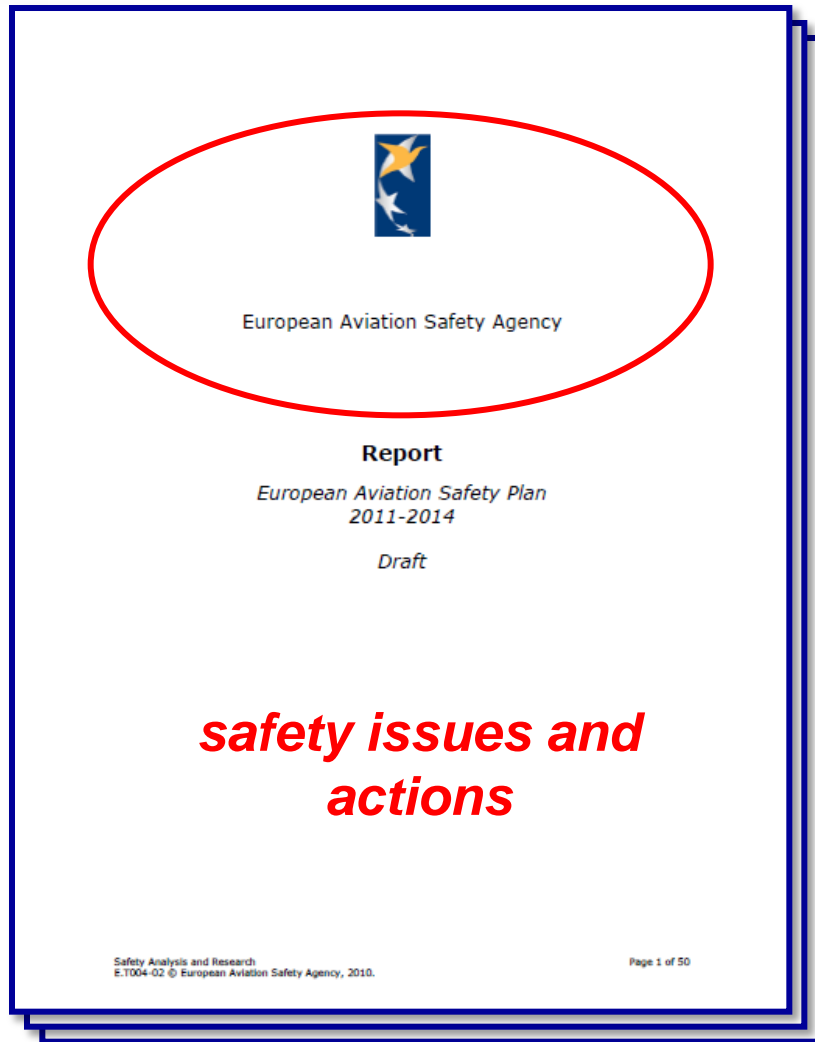 European Aviation Safety Agency
Report
European Aviation Safety Plan
2011-2014
Draft
safety issues and
actions
Safety Analysis and Research
E.T004-02 © European Aviation Safety Agency, 2010.
Page 1 of 50